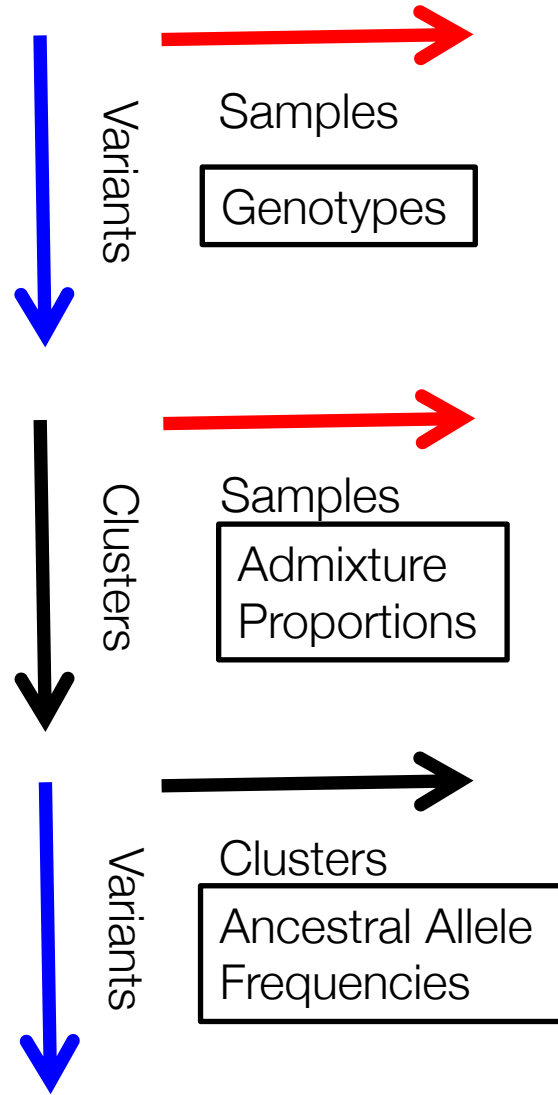 Variants
Samples
Genotypes
Clusters
Samples
Admixture
Proportions
Variants
Clusters
Ancestral Allele
Frequencies